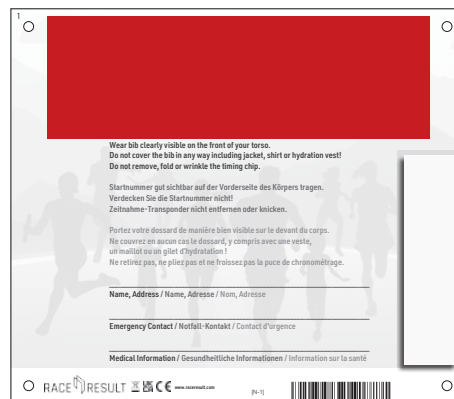 1
Wear bib clearly visible on the front of your torso.
Do not cover the bib in any way including jacket, shirt or hydration vest!
Do not remove, fold or wrinkle the timing chip.
Startnummer gut sichtbar auf der Vorderseite des Körpers tragen.
Verdecken Sie die Startnummer nicht!
Zeitnahme-Transponder nicht entfernen oder knicken.
Portez votre dossard de manière bien visible sur le devant du corps.
Ne couvrez en aucun cas le dossard, y compris avec une veste,
un maillot ou un gilet d'hydratation !
Ne retirez pas, ne pliez pas et ne froissez pas la puce de chronométrage.
Name, Address / Name, Adresse / Nom, Adresse
Emergency Contact / Notfall-Kontakt / Contact d'urgence
Medical Information / Gesundheitliche Informationen / Information sur la santé
RACE RESULT UK CA CE www.raceresult.com [N-1]